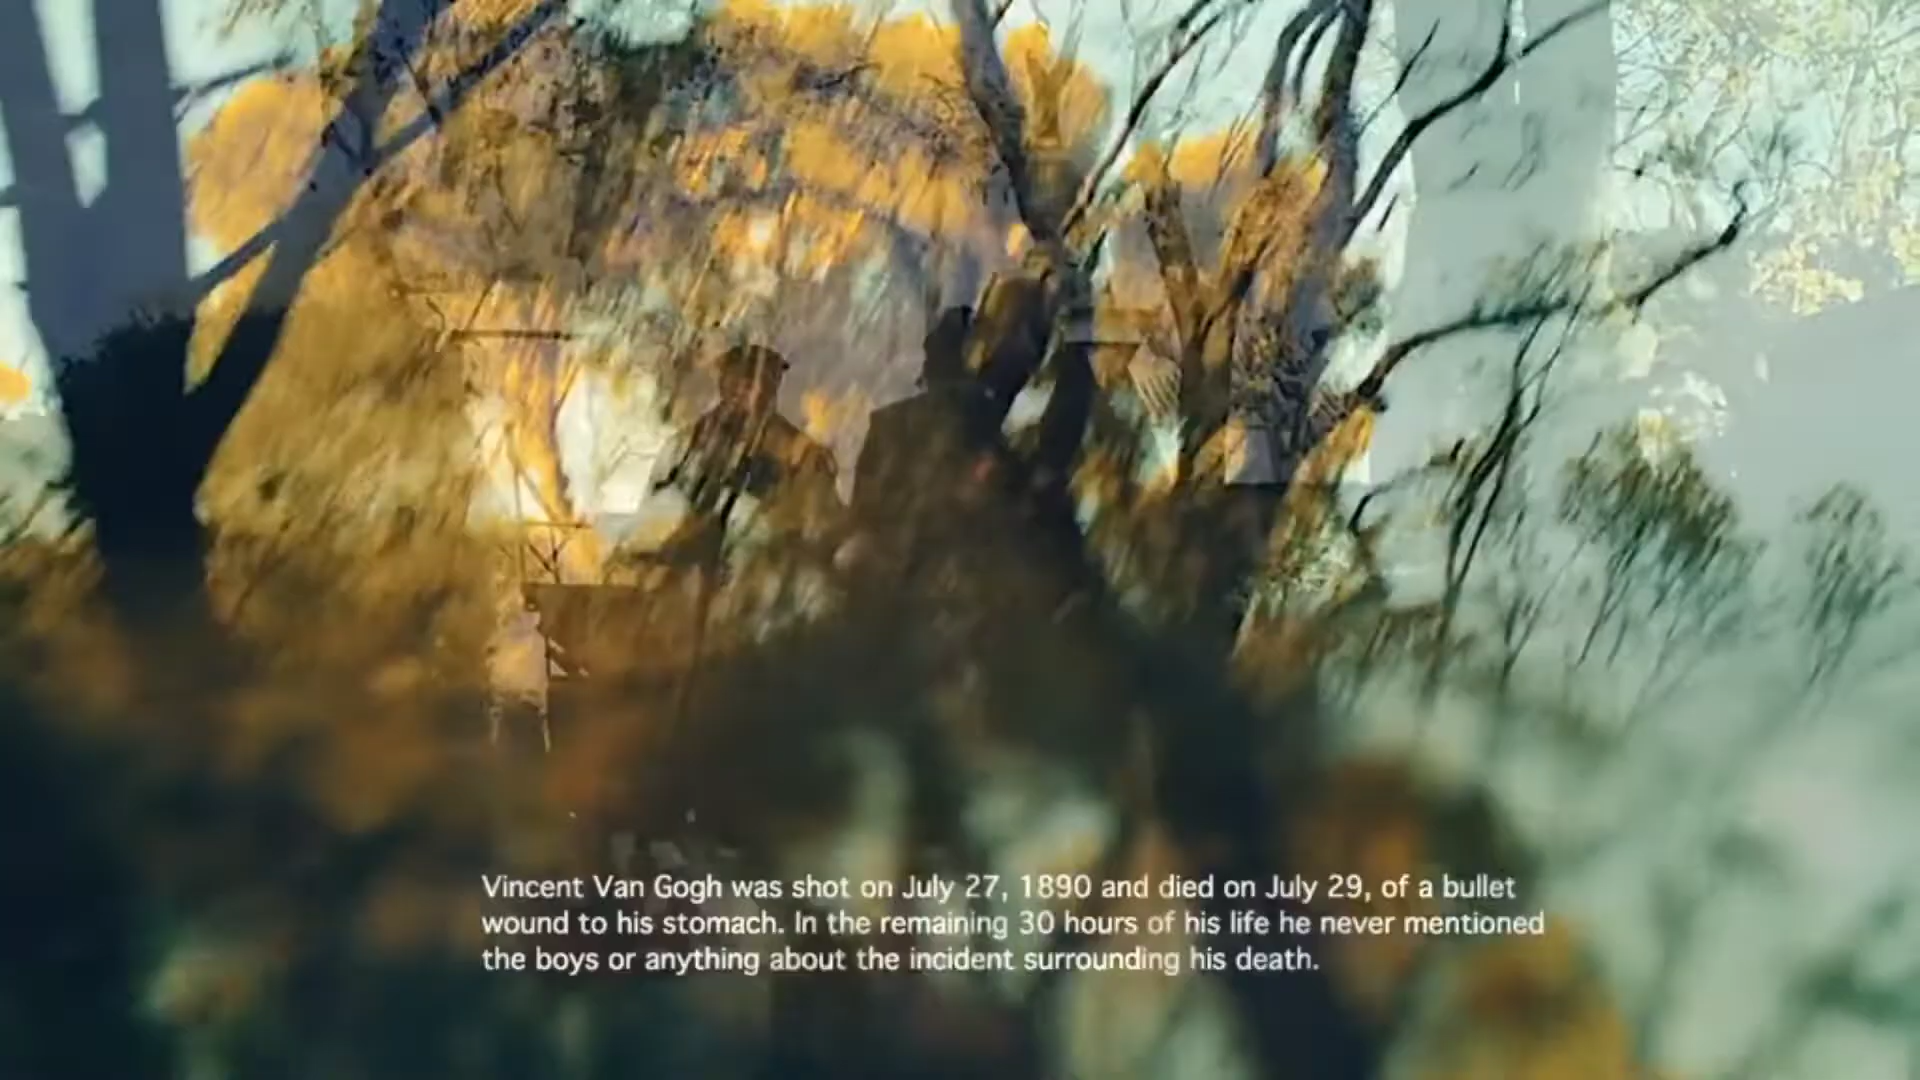 Vincent Van Gogh was shot on July 27, 1890 and died on July 29, of a bullet
wound to his stomach. In the remaining 30 hours of his life he never mentioned
the boys or anything about the incident surrounding his death.